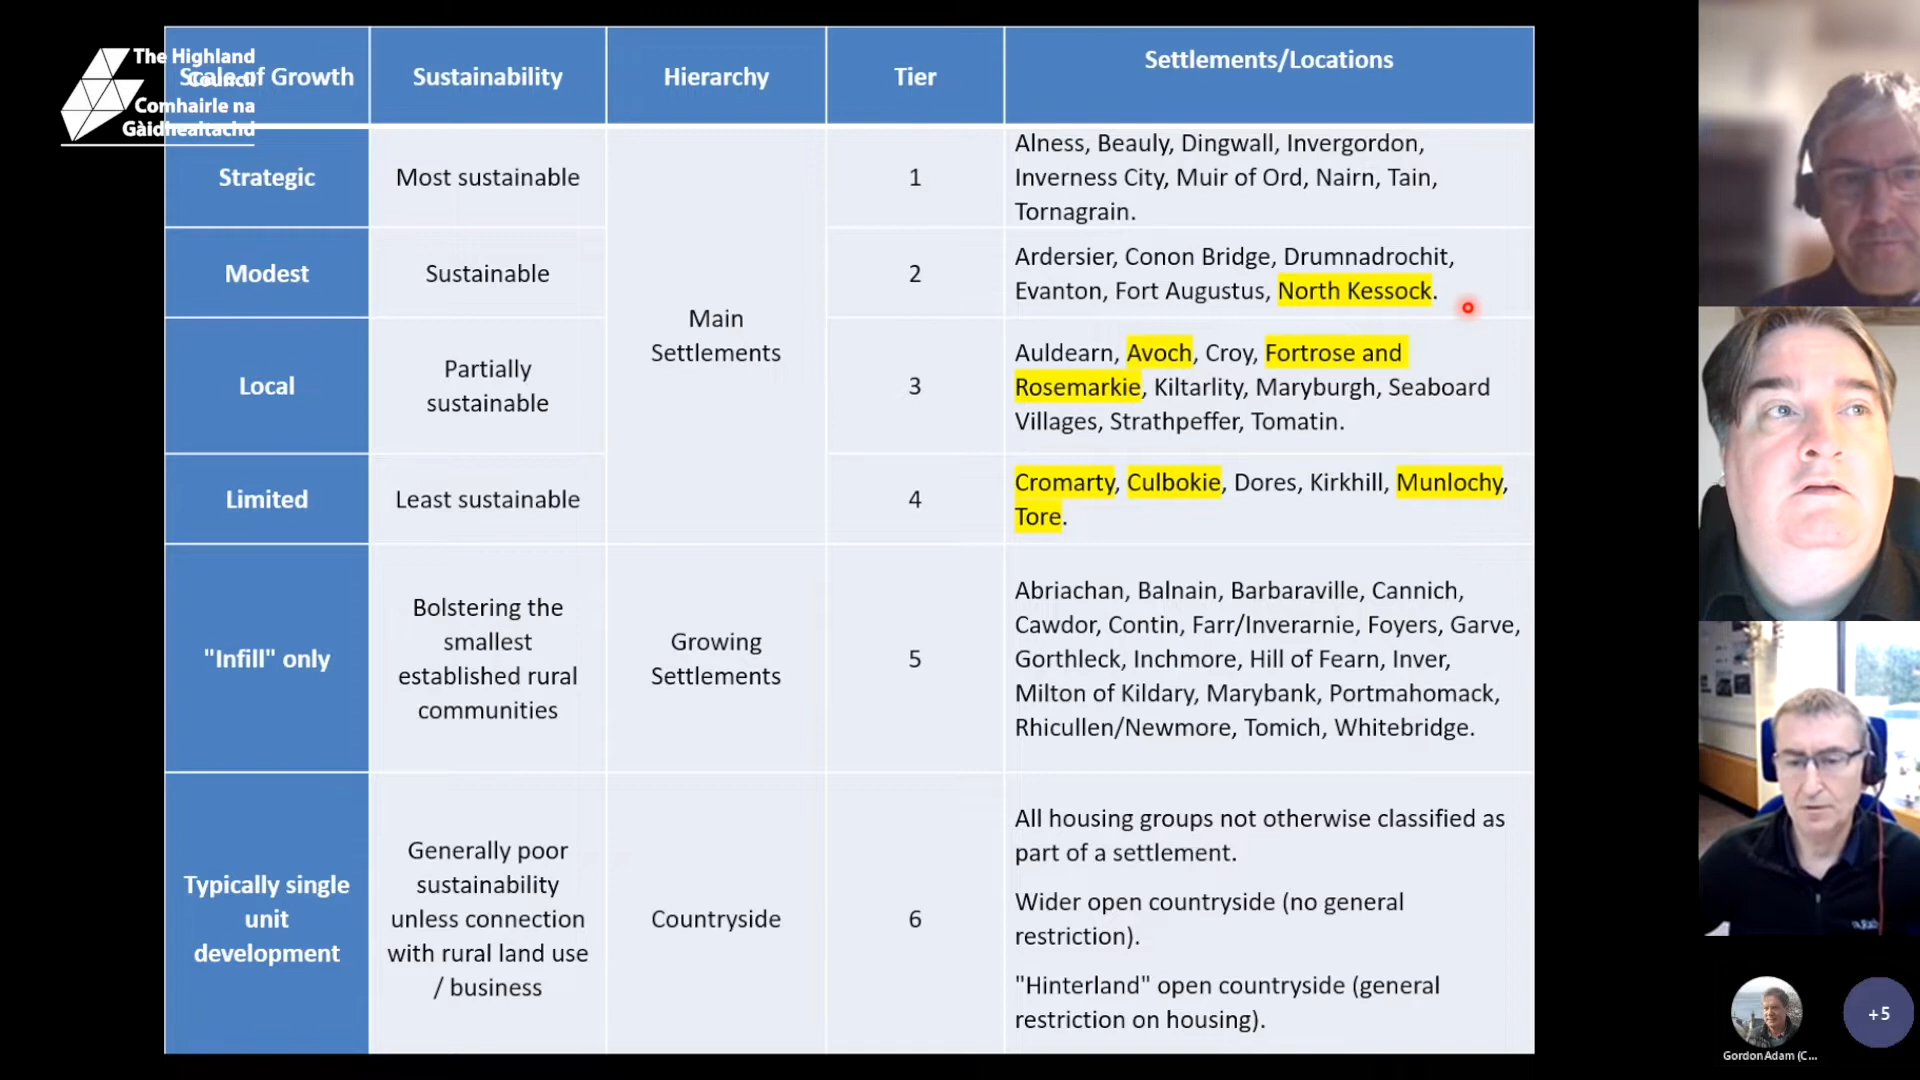 The Highland
Council
Comhairle na
Gàidhealtachd
Scale of Growth
Sustainability
Hierarchy
Tier
Settlements/Locations
Strategic
Most sustainable
Main
Settlements
1
Alness, Beauly, Dingwall, Invergordon,
Inverness City, Muir of Ord, Nairn, Tain,
Tornagrain.
Modest
Sustainable
2
Ardersier, Conon Bridge, Drumnadrochit,
Evanton, Fort Augustus, North Kessock.
Local
Partially
sustainable
3
Auldearn, Avoch, Croy, Fortrose and
Rosemarkie, Kiltarlity, Maryburgh, Seaboard
Villages, Strathpeffer, Tomatin.
Limited
Least sustainable
4
Cromarty, Culbokie, Dores, Kirkhill, Munlochy,
Tore.
"Infill" only
Bolstering the
smallest
established rural
communities
Growing
Settlements
5
Abriachan, Balnain, Barbaraville, Cannich,
Cawdor, Contin, Farr/Inverarnie, Foyers, Garve,
Gorthleck, Inchmore, Hill of Fearn, Inver,
Milton of Kildary, Marybank, Portmahomack,
Rhicullen/Newmore, Tomich, Whitebridge.
Typically single
unit
development
Generally poor
sustainability
unless connection
with rural land use
/ business
Countryside
6
All housing groups not otherwise classified as
part of a settlement.
Wider open countryside (no general
restriction).
"Hinterland" open countryside (general
restriction on housing).
Gordon Adam (C...
+5